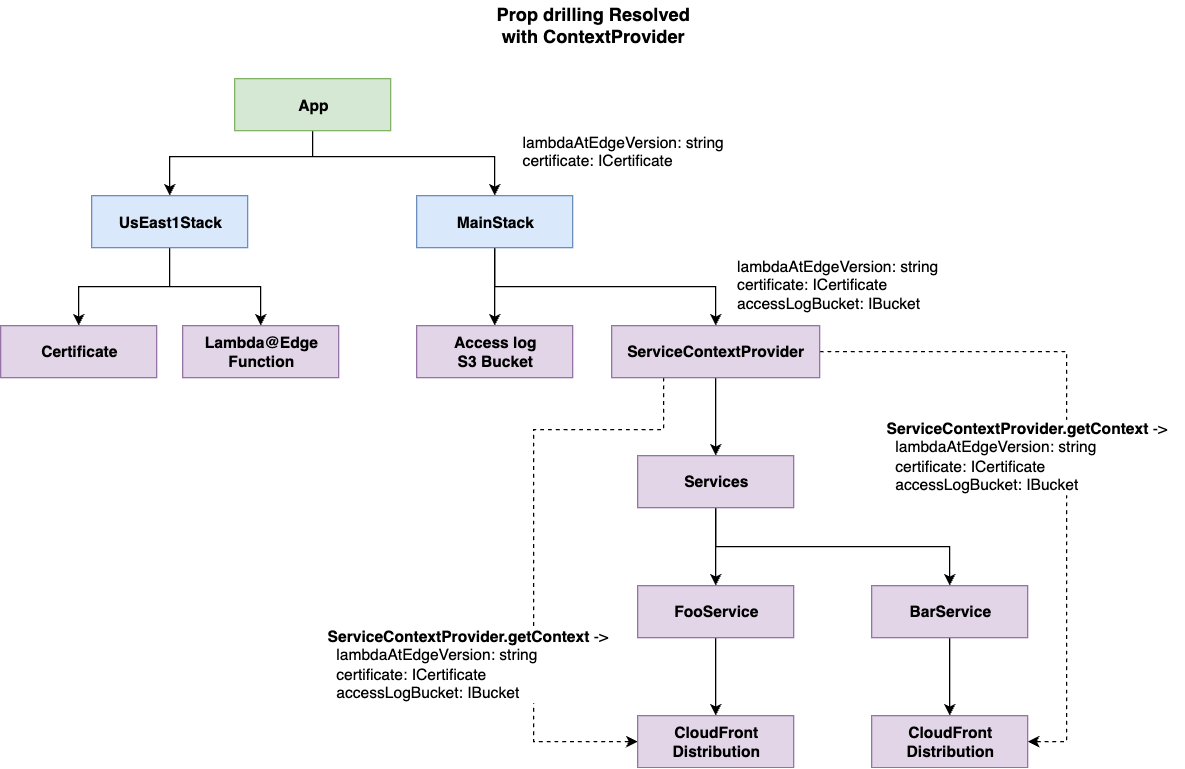 Prop drilling Resolved
with ContextProvider
App
lambdaAtEdgeVersion: string
certificate: ICertificate
UsEast1Stack
MainStack
lambdaAtEdgeVersion: string
certificate: ICertificate
accessLogBucket: IBucket
Certificate
Lambda@Edge
Function
Access log
S3 Bucket
ServiceContextProvider
ServiceContextProvider.getContext ->
lambdaAtEdgeVersion: string
certificate: ICertificate
accessLogBucket: IBucket
Services
FooService
BarService
ServiceContextProvider.getContext ->
lambdaAtEdgeVersion: string
certificate: ICertificate
accessLogBucket: IBucket
CloudFront
Distribution
CloudFront
Distribution